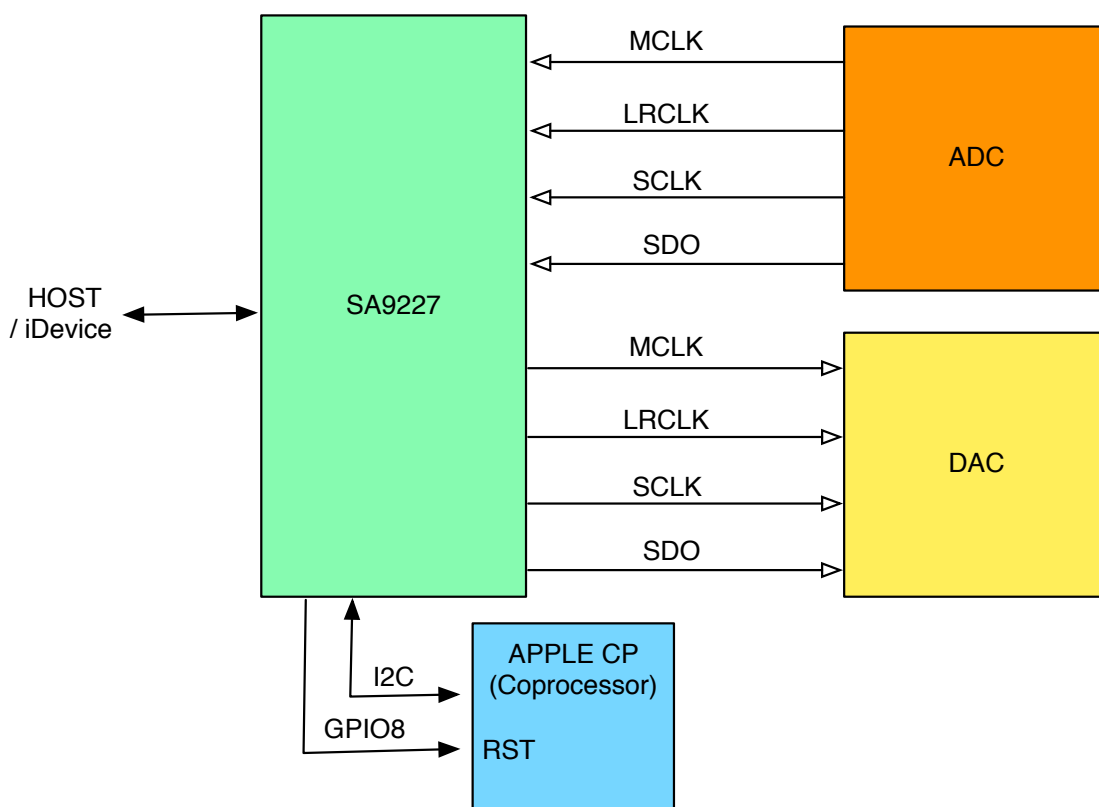 MCLK
LRCLK
SCLK
SDO
ADC
HOST
/ iDevice
SA9227
MCLK
LRCLK
SCLK
SDO
DAC
APPLE CP
(Coprocessor)
I2C
GPIO8
RST